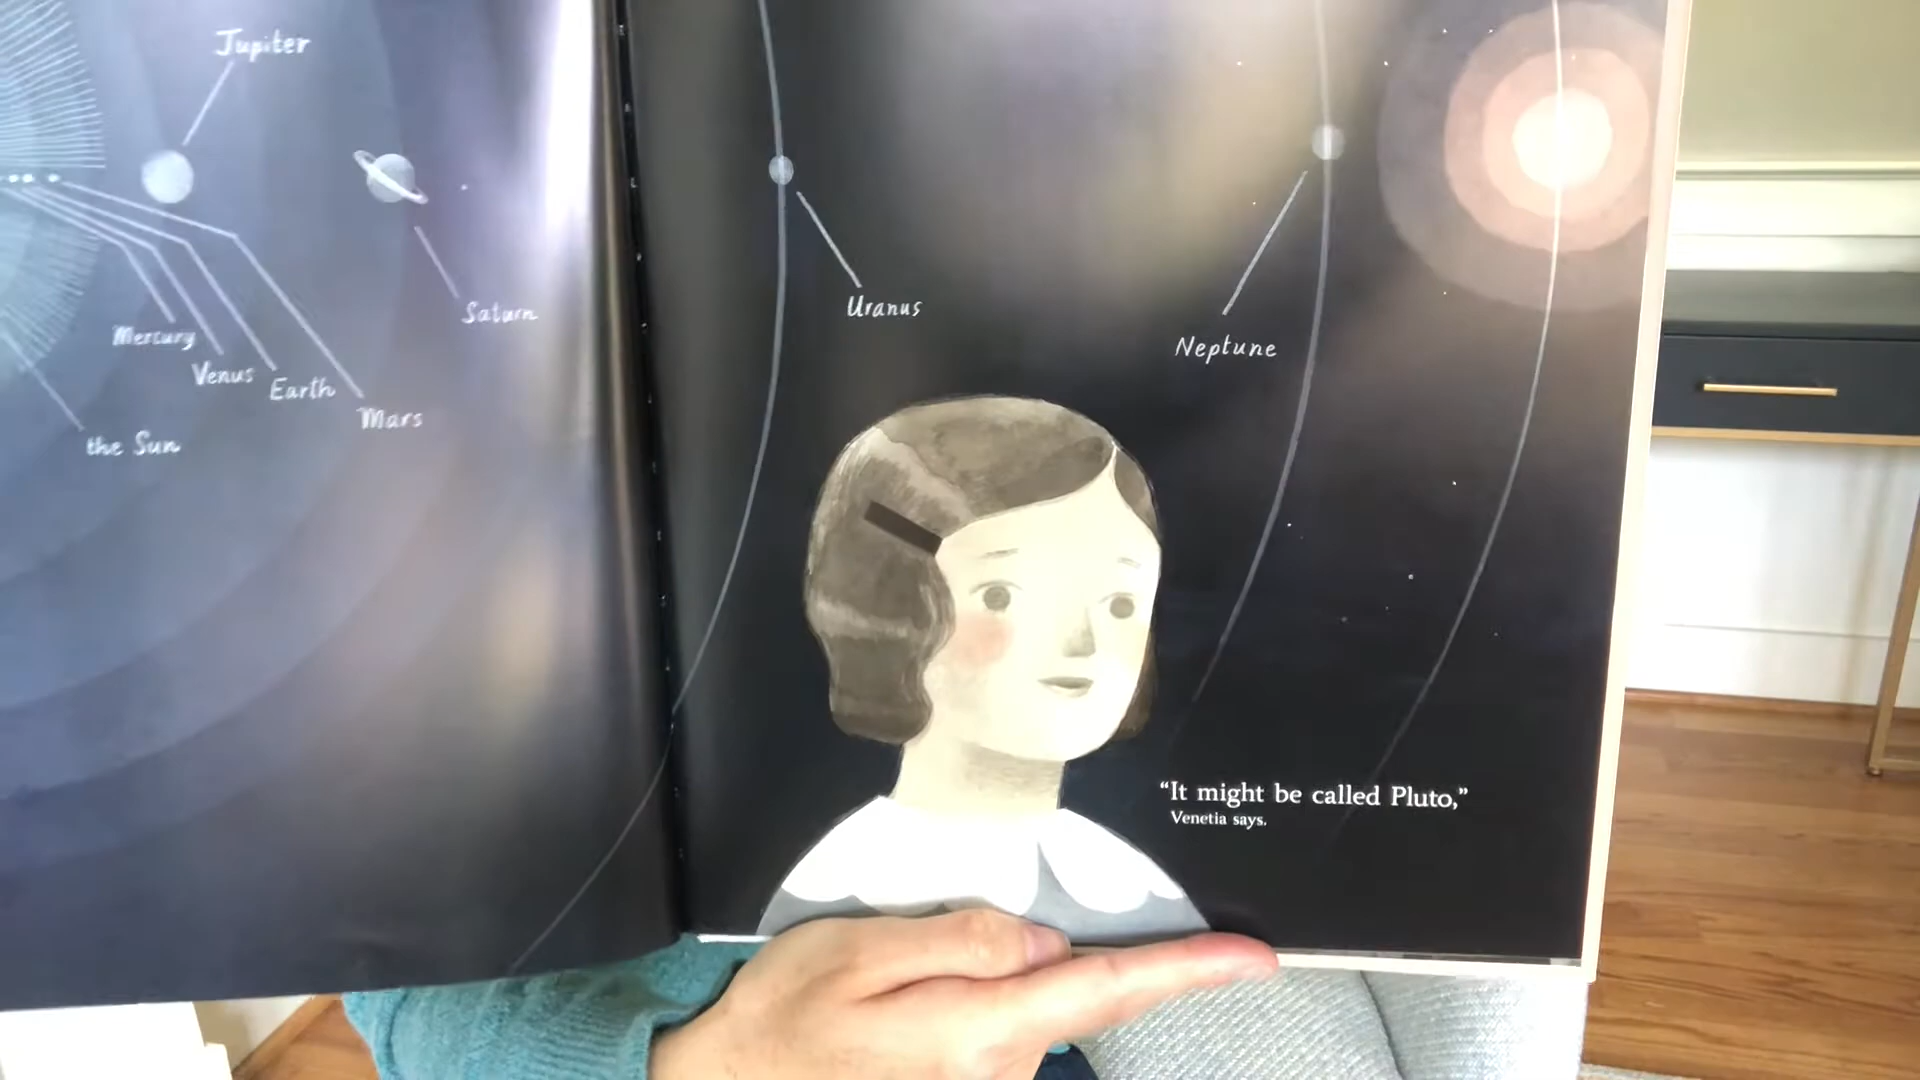 Jupiter
Saturn
Mercury
Venus
Earth
Mars
the Sun
Uranus
Neptune
“It might be called Pluto,”
Venetia says.